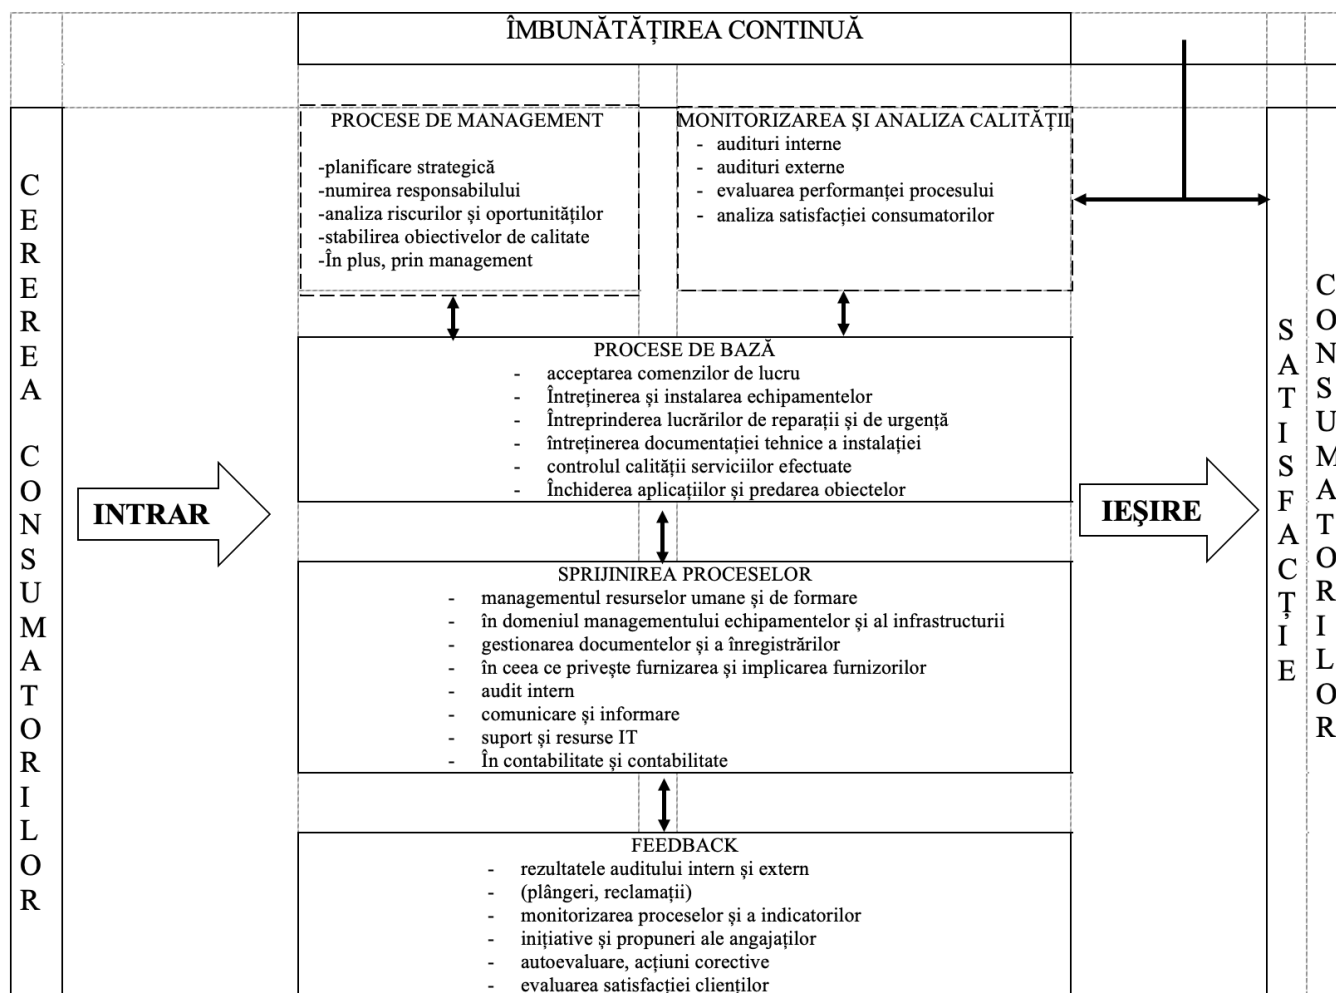 ÎMBUNĂTĂȚIREA CONTINUĂ
CEREREA CONSUMATORILOR
PROCESE DE MANAGEMENT
-planificare strategică
-numirea responsabilului
-analiza riscurilor și oportunităților
-stabilirea obiectivelor de calitate
-În plus, prin management
MONITORIZAREA ȘI ANALIZA CALITĂȚII
- audituri interne
- audituri externe
- evaluarea performanței procesului
- analiza satisfacției consumatorilor
PROCESE DE BAZĂ
- acceptarea comenzilor de lucru
- Întreținerea și instalarea echipamentelor
- Întreprinderea lucrărilor de reparații și de urgență
- întreținerea documentației tehnice a instalației
- controlul calității serviciilor efectuate
- Închiderea aplicațiilor și predarea obiectelor
INTRAR
IEȘIRE
SPRIJINIREA PROCESELOR
- managementul resurselor umane și de formare
- în domeniul managementului echipamentelor și al infrastructurii
- gestionarea documentelor și a înregistrărilor
- în ceea ce privește furnizarea și implicarea furnizorilor
- audit intern
- comunicare și informare
- suport și resurse IT
- În contabilitate și contabilitate
FEEDBACK
- rezultatele auditului intern și extern
- (plângeri, reclamații)
- monitorizarea proceselor și a indicatorilor
- inițiative și propuneri ale angajaților
- autoevaluare, acțiuni corective
- evaluarea satisfacției clienților
SATISFACȚIE
CONSUMATORILOR